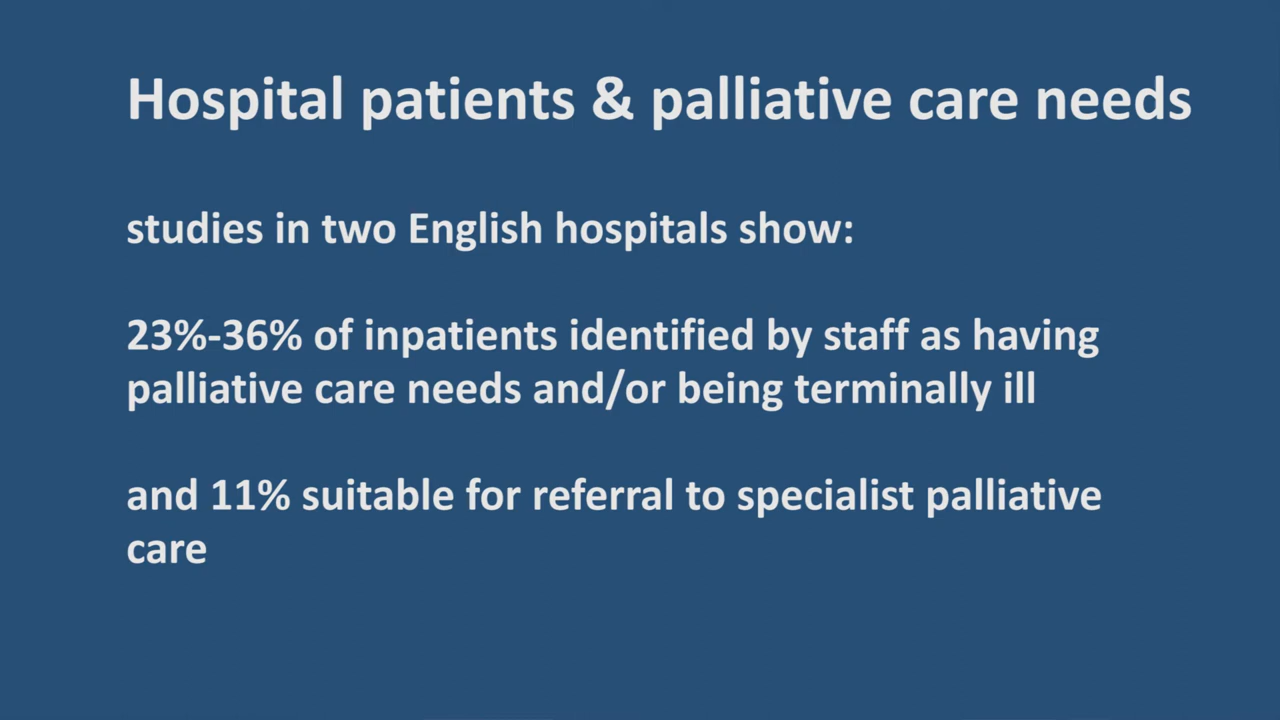 Hospital patients & palliative care needs
studies in two English hospitals show:
23%-36% of inpatients identified by staff as having
palliative care needs and/or being terminally ill
and 11% suitable for referral to specialist palliative
care